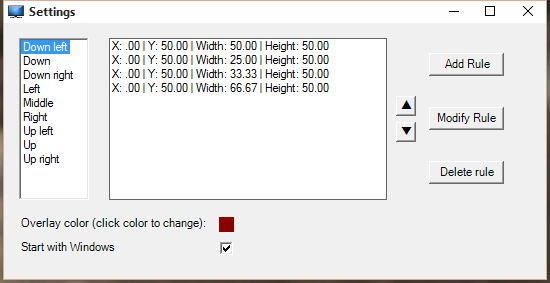 Settings
Down left
Down
Down right
Left
Middle
Right
Up left
Up
Up right
X: .00 | Y: 50.00 | Width: 50.00 | Height: 50.00
X: .00 | Y: 50.00 | Width: 25.00 | Height: 50.00
X: .00 | Y: 50.00 | Width: 33.33 | Height: 50.00
X: .00 | Y: 50.00 | Width: 66.67 | Height: 50.00
Add Rule
Modify Rule
Delete rule
Overlay color (click color to change):
Start with Windows